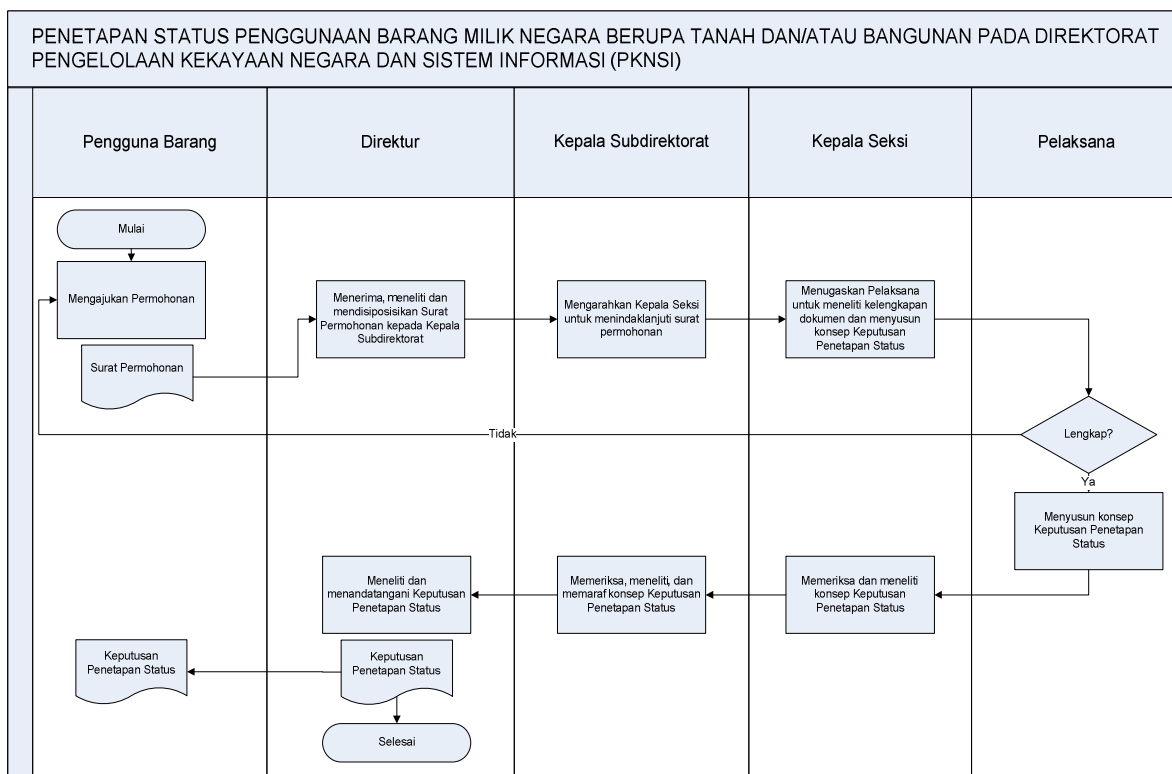 PENETAPAN STATUS PENGGUNAAN BARANG MILIK NEGARA BERUPA TANAH DAN/ATAU BANGUNAN PADA DIREKTORAT
PENGELOLAAN KEKAYAAN NEGARA DAN SISTEM INFORMASI (PKNSI)
Pengguna Barang
Direktur
Kepala Subdirektorat
Kepala Seksi
Pelaksana
Mulai
Mengajukan Permohonan
Surat Permohonan
Menerima, meneliti dan
mendisiposisikan Surat
Permohonan kepada Kepala
Subdirektorat
Mengarahkan Kepala Seksi
untuk menindaklanjuti surat
permohonan
Menugaskan Pelaksana
untuk meneliti kelengkapan
dokumen dan menyusun
konsep Keputusan
Penetapan Status
Lengkap?
Tidak
Ya
Menyusun konsep
Keputusan Penetapan
Status
Memeriksa dan meneliti
konsep Keputusan
Penetapan Status
Memeriksa, meneliti, dan
memaraf konsep Keputusan
Penetapan Status
Meneliti dan
menandatangani Keputusan
Penetapan Status
Keputusan
Penetapan Status
Keputusan
Penetapan Status
Selesai